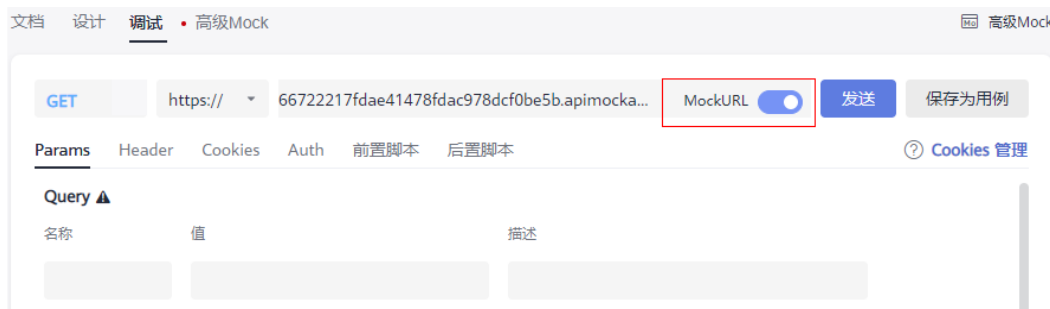 文档 设计 调试 • 高级Mock Mo 高级Mock
GET https:// 66722217fdae41478fdac978dcf0be5b.apimocka... MockURL 发送 保存为用例
Params Header Cookies Auth 前置脚本 后置脚本 ? Cookies 管理
Query
名称 值 描述